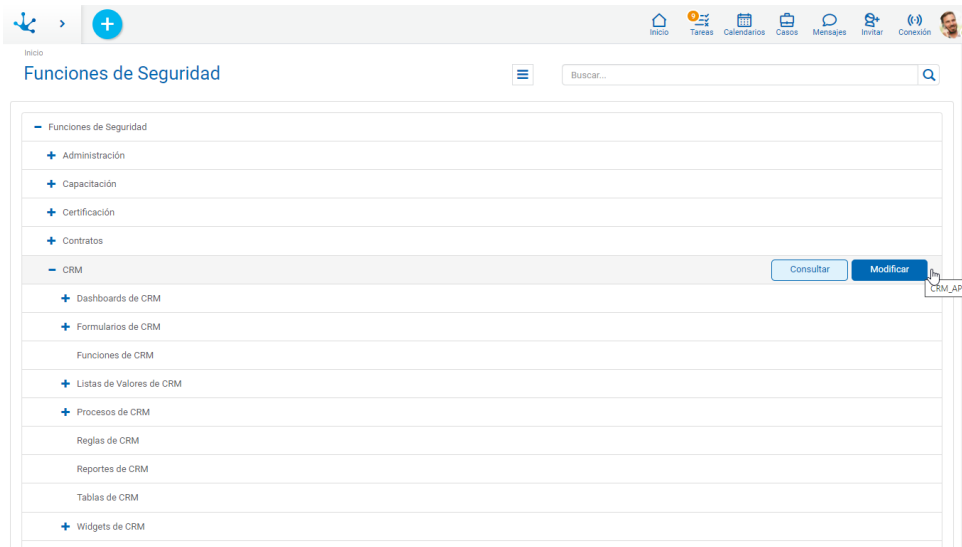 9
Inicio Tareas Calendarios Casos Mensajes Invitar Conexión
Inicio
Funciones de Seguridad
Buscar...
Funciones de Seguridad
Administración
Capacitación
Certificación
Contratos
CRM Consultar Modificar
CRM_AP
Dashboards de CRM
Formularios de CRM
Funciones de CRM
Listas de Valores de CRM
Procesos de CRM
Reglas de CRM
Reportes de CRM
Tablas de CRM
Widgets de CRM